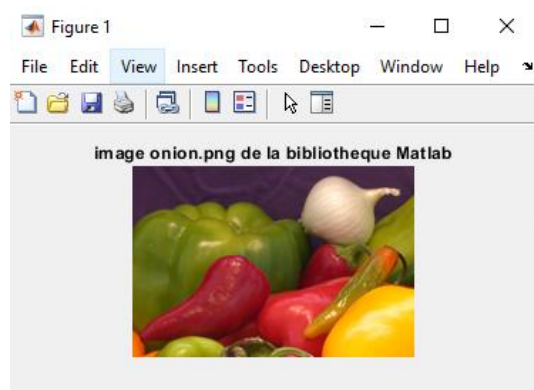 Figure 1
File Edit View Insert Tools Desktop Window Help
image onion.png de la bibliotheque Matlab